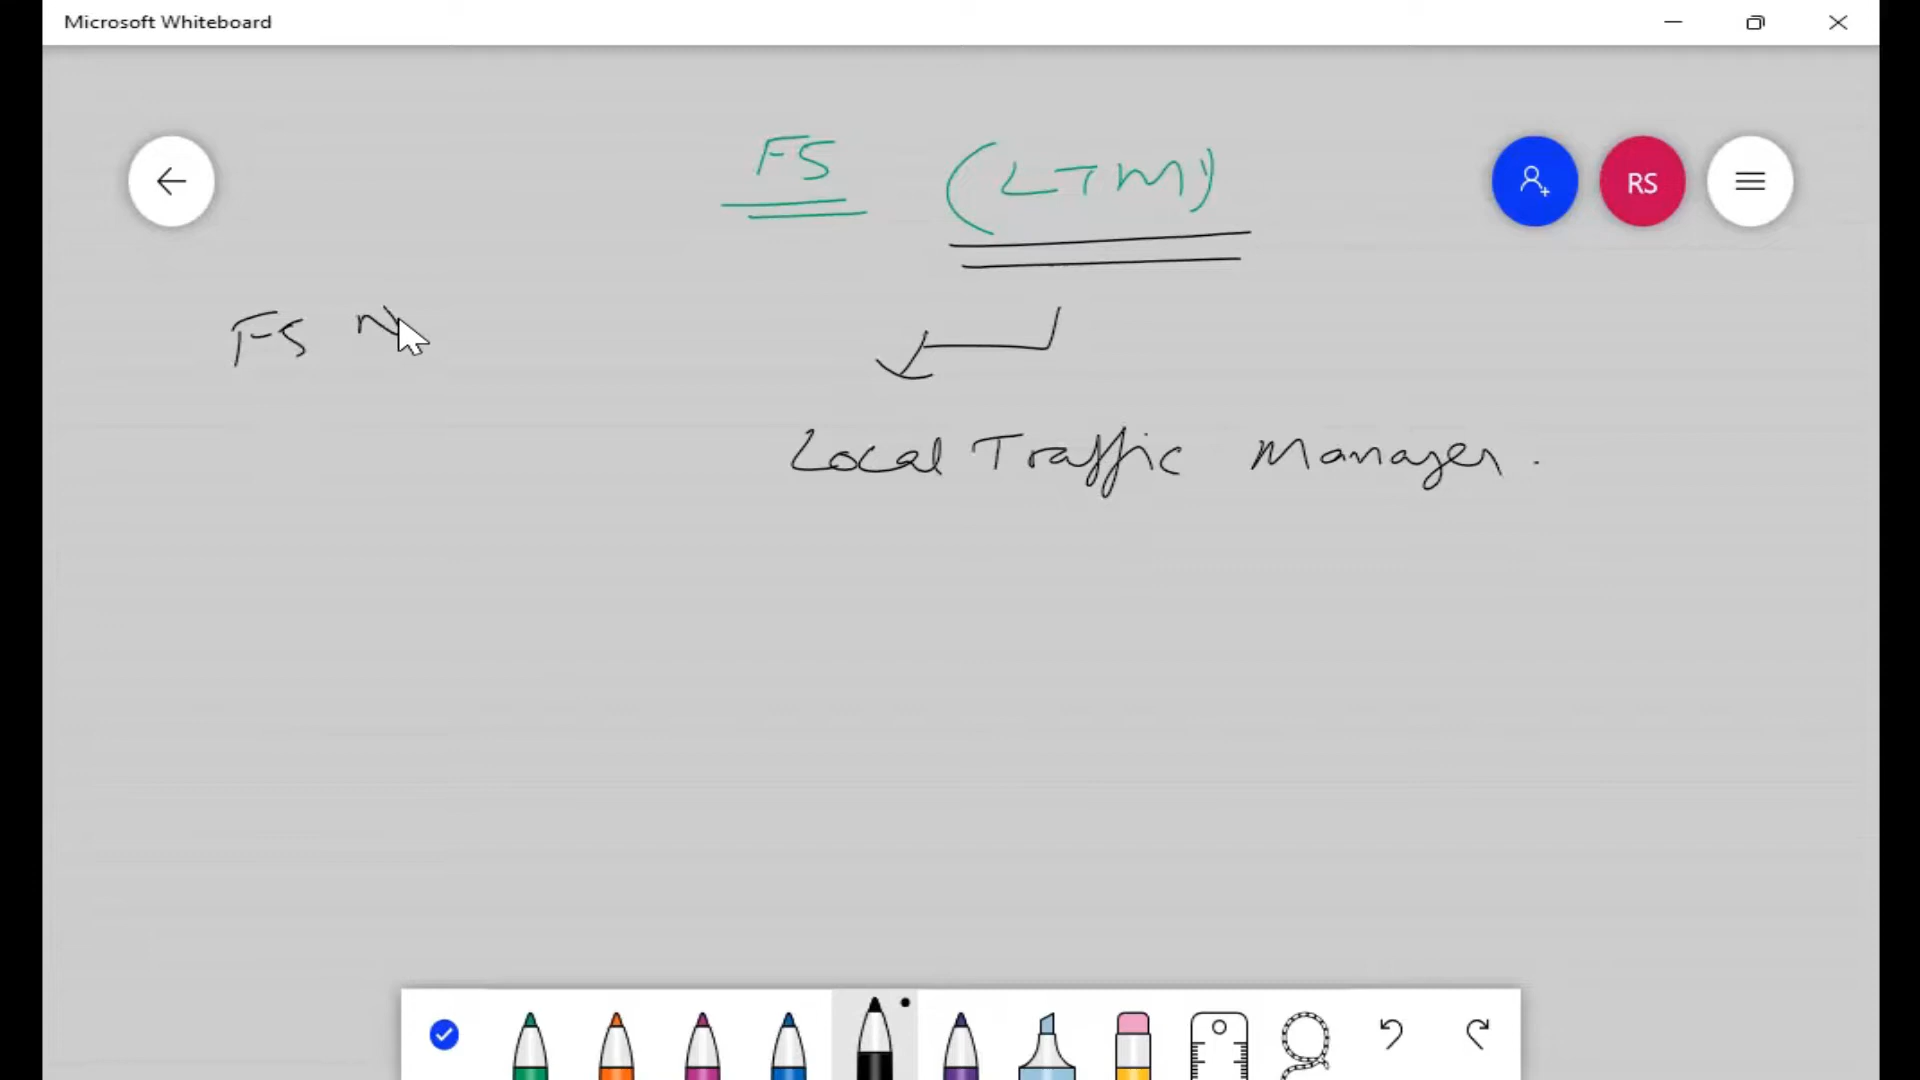 Microsoft Whiteboard
F5 (LTM)
RS
F5 N
Local Traffic Manager.